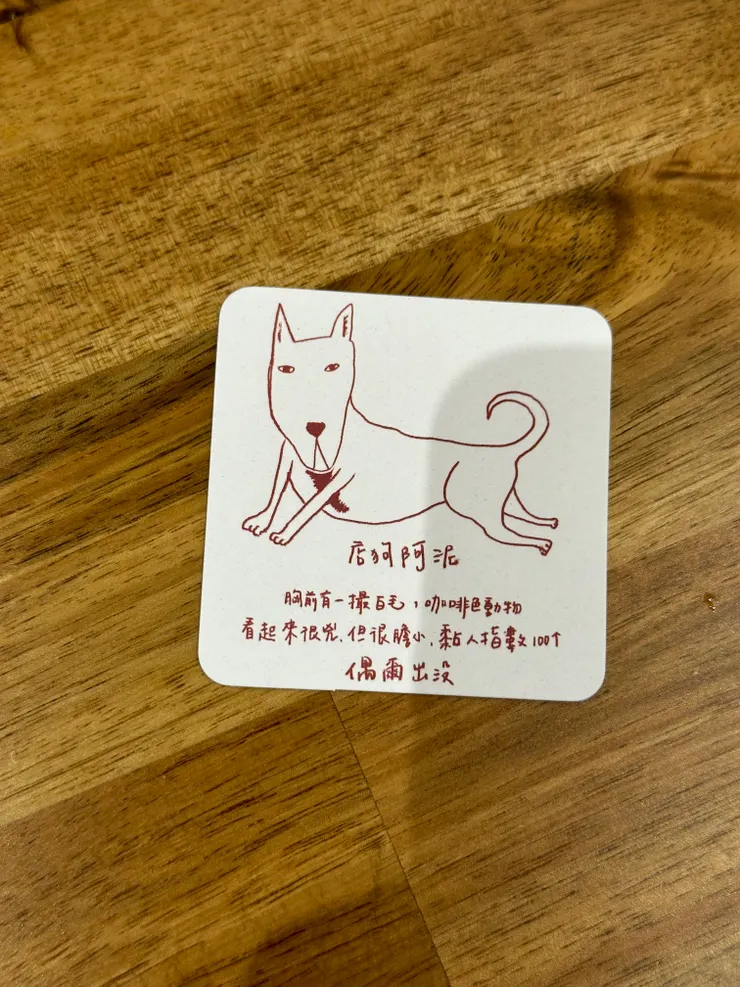 店狗阿泥
胸前有一撮白毛，咖啡色動物
看起來很兇、但很膽小、黏人指數100↑
偶爾出沒